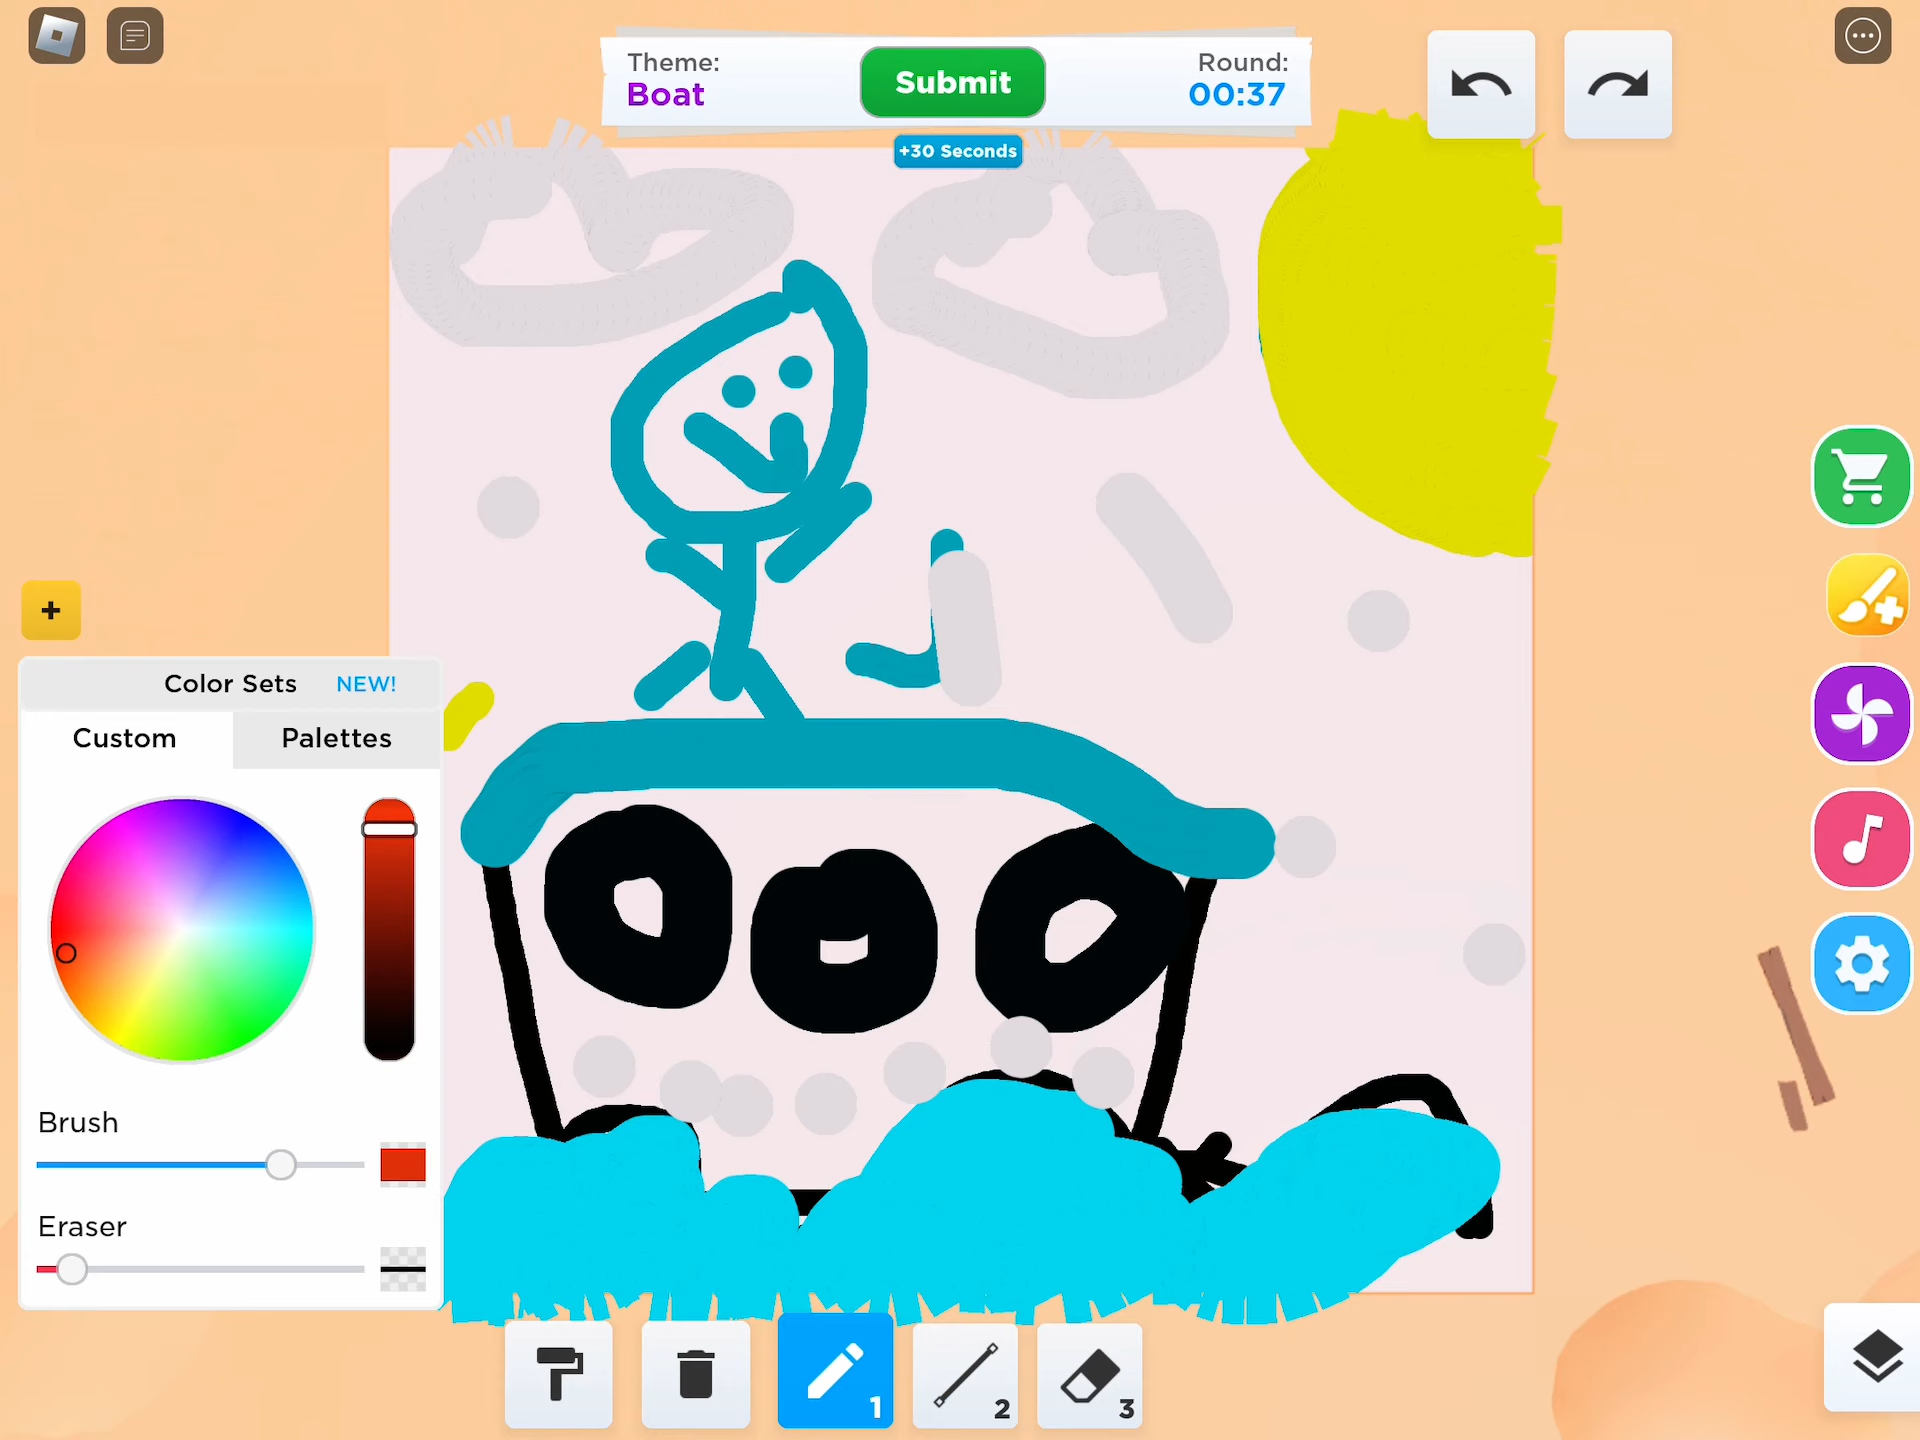 Theme:
Boat
Submit
Round:
00:37
+30 Seconds
+
Color Sets NEW!
Custom Palettes
Brush
Eraser
1
2
3